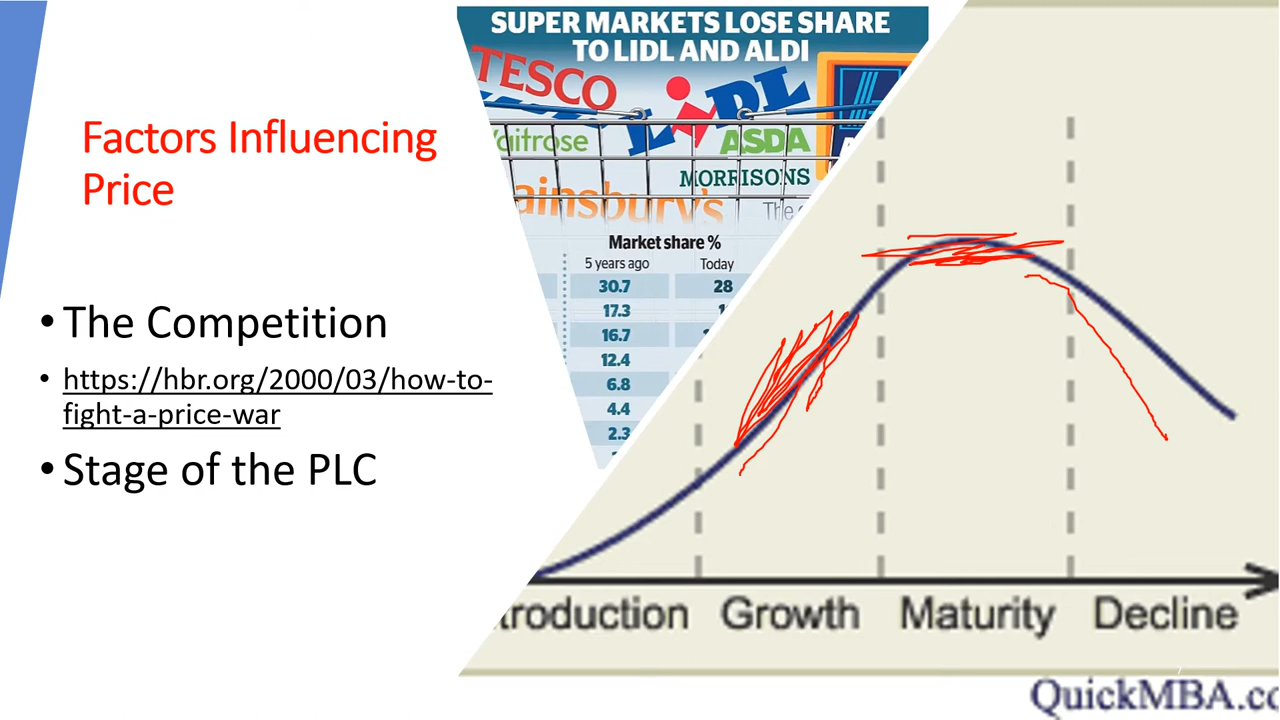 Factors Influencing
Price
• The Competition
• https://hbr.org/2000/03/how-to-
fight-a-price-war
• Stage of the PLC
SUPER MARKETS LOSE SHARE
TO LIDL AND ALDI
TESCO
LIDL
aitrose
ASDA
MORRISONS
ainsbury's
Market share %
5 years ago Today
30.7 28
17.3
16.7
12.4
6.8
4.4
2.3
troduction Growth Maturity Decline
QuickMBA.co